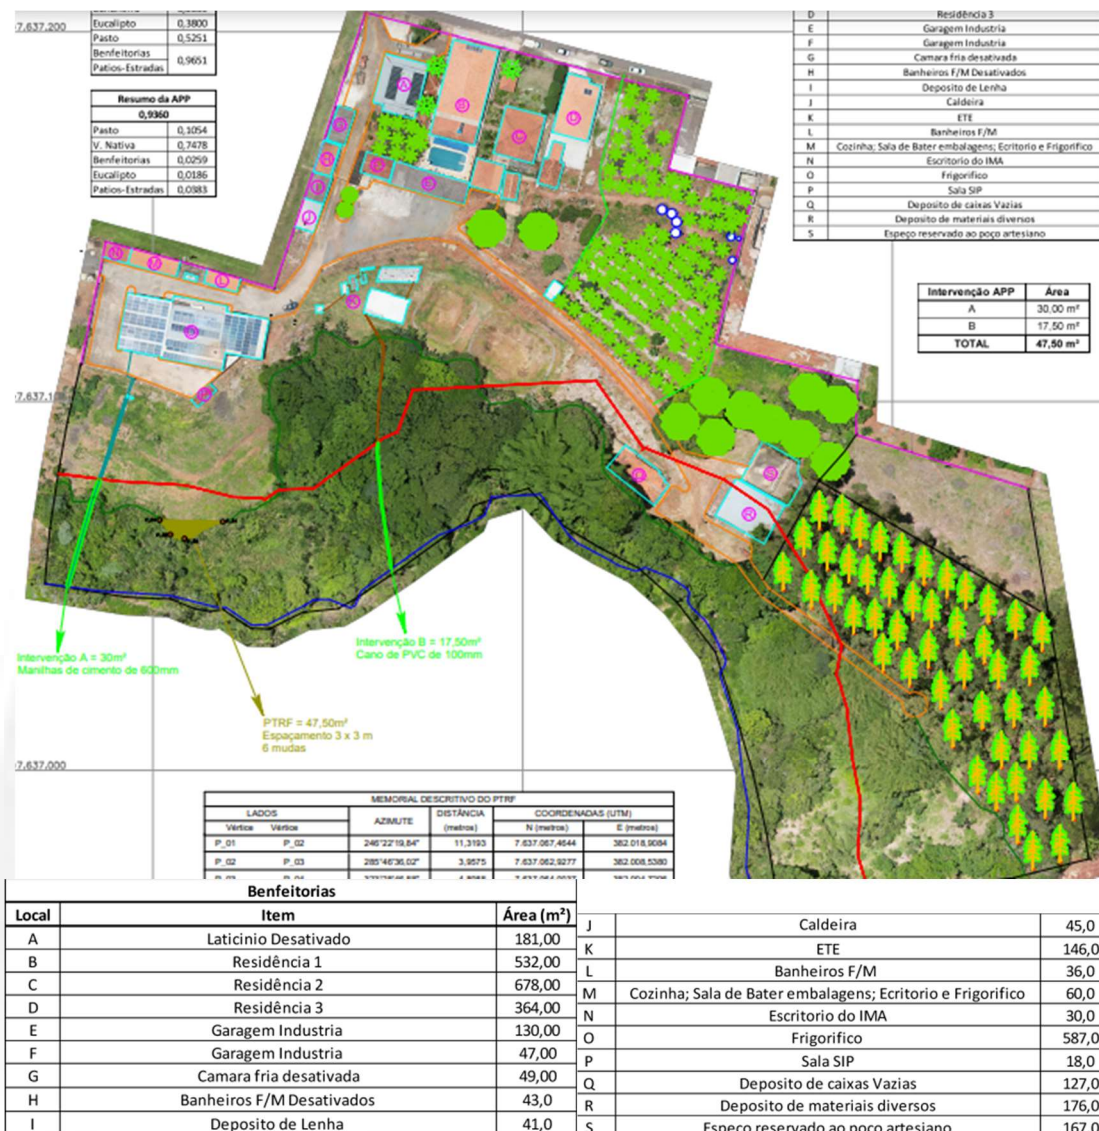 7.637.200
Eucalipto 0,3800
Pasto 0,5251
Benfeitorias
Patios-Estradas 0,9651
Resumo da APP
0,9360
Pasto 0,1054
V. Nativa 0,7478
Benfeitorias 0,0259
Eucalipto 0,0186
Patios-Estradas 0,0383
D Residência 3
E Garagem Industria
F Garagem Industria
G Camara fria desativada
H Banheiros F/M Desativados
I Deposito de Lenha
J Caldeira
K ETE
L Banheiros F/M
M Cozinha; Sala de Bater embalagens; Ecritorio e Frigorifico
N Escritorio do IMA
O Frigorifico
P Sala SIP
Q Deposito de caixas Vazias
R Deposito de materiais diversos
S Espeço reservado ao poço artesiano
Intervenção APP Área
A 30,00 m²
B 17,50 m²
TOTAL 47,50 m²
A
B
D
E
H
J
N
M
L
K
P
S
R
Intervenção A = 30m²
Manilhas de cimento de 600mm
Intervenção B = 17,50m²
Cano de PVC de 100mm
PTRF = 47,50m²
Espaçamento 3 x 3 m
6 mudas
7.637.000
MEMORIAL DESCRITIVO DO PTRF
LADOS AZIMUTE DISTÂNCIA (metros) COORDENADAS (UTM)
Vértice Vértice N (metros) E (metros)
P_01 P_02 246°22'19,84" 11,3193 7.637.067,4644 382.018,9084
P_02 P_03 285°46'36,02" 3,9575 7.637.062,9277 382.008,5380
Benfeitorias
Local Item Área (m²)
A Laticinio Desativado 181,00
B Residência 1 532,00
C Residência 2 678,00
D Residência 3 364,00
E Garagem Industria 130,00
F Garagem Industria 47,00
G Camara fria desativada 49,00
H Banheiros F/M Desativados 43,0
I Deposito de Lenha 41,0
J Caldeira 45,0
K ETE 146,0
L Banheiros F/M 36,0
M Cozinha; Sala de Bater embalagens; Ecritorio e Frigorifico 60,0
N Escritorio do IMA 30,0
O Frigorifico 587,0
P Sala SIP 18,0
Q Deposito de caixas Vazias 127,0
R Deposito de materiais diversos 176,0
S Espeço reservado ao poço artesiano 167,0